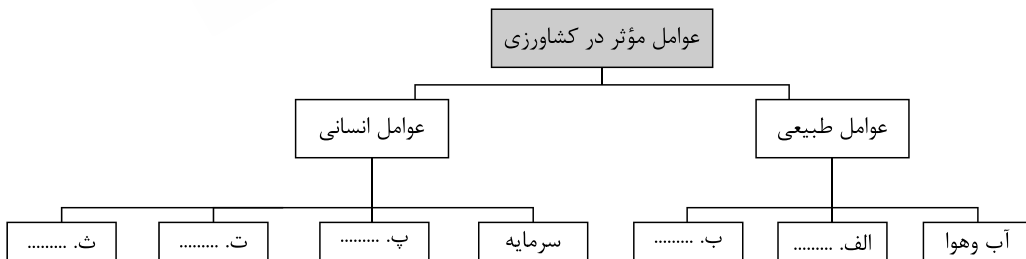 عوامل مؤثر در کشاورزی
عوامل طبیعی
عوامل انسانی
آب وهوا
الف. .........
ب. .........
سرمایه
پ. .........
ت. .........
ث. .........